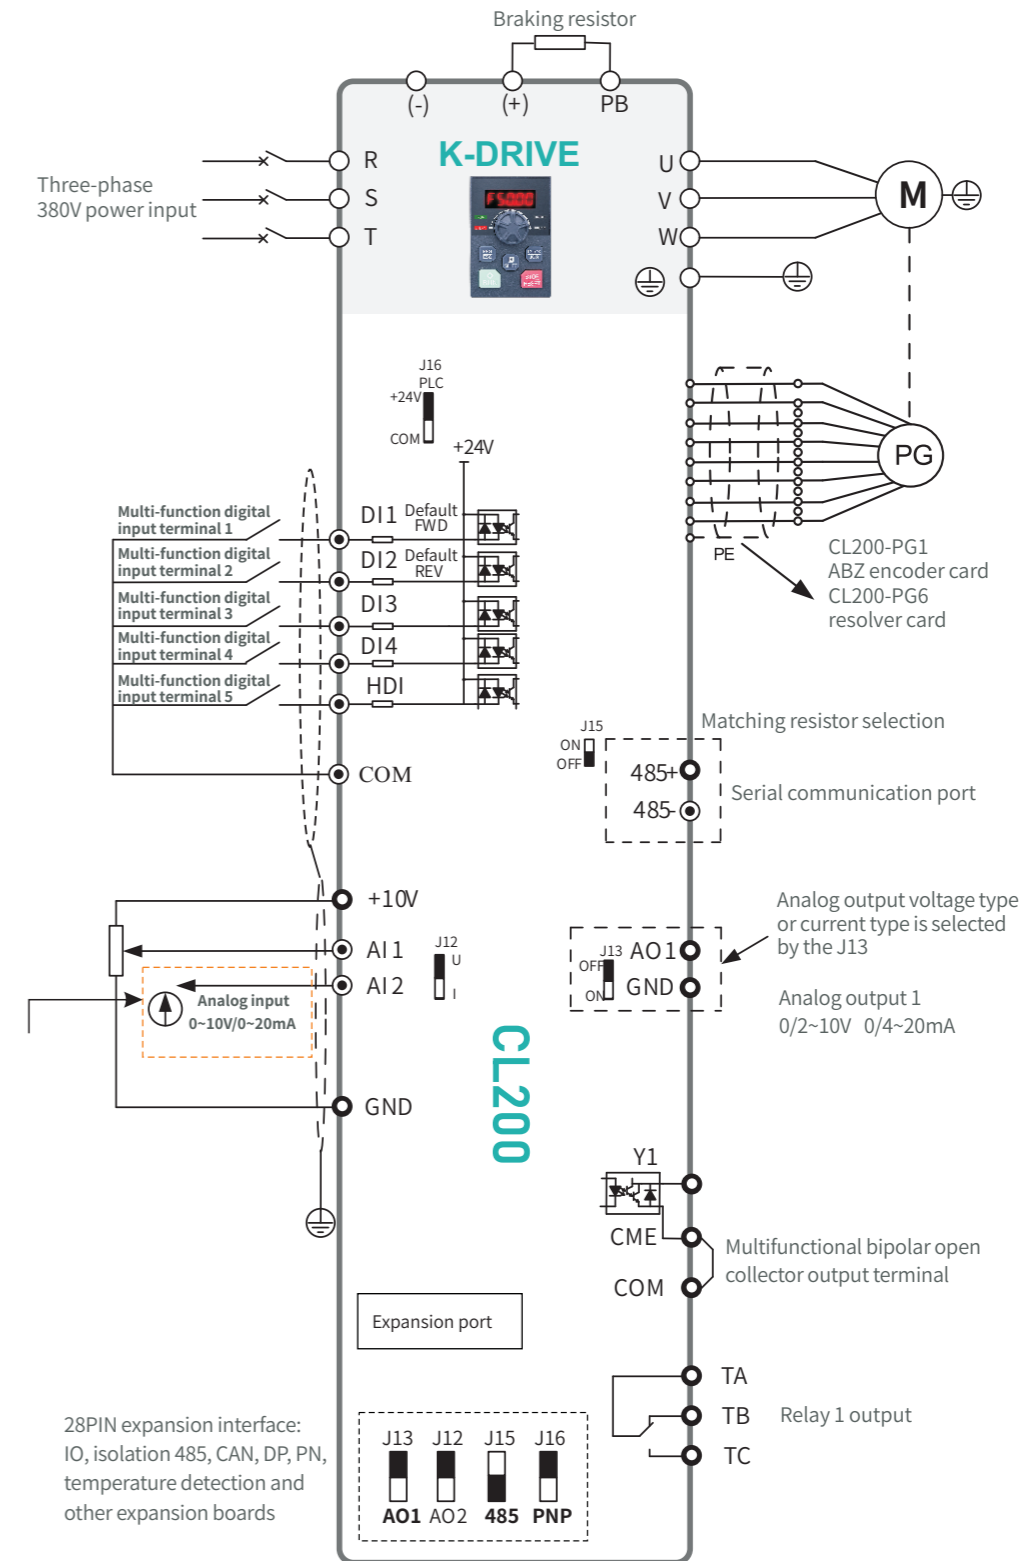 Braking resistor
(-)
(+)
PB
K-DRIVE
R
S
T
Three-phase
380V power input
U
V
W
M
J16
PLC
+24V
COM
+24V
PG
PE
CL200-PG1
ABZ encoder card
CL200-PG6
resolver card
Multi-function digital
input terminal 1
DI1
Default
FWD
Multi-function digital
input terminal 2
DI2
Default
REV
Multi-function digital
input terminal 3
DI3
Multi-function digital
input terminal 4
DI4
Multi-function digital
input terminal 5
HDI
COM
Matching resistor selection
J15
ON
OFF
485+
485-
Serial communication port
+10V
AI1
AI2
J12
U
I
Analog input
0~10V/0~20mA
GND
J13
OFF
ON
AO1
GND
Analog output voltage type
or current type is selected
by the J13
Analog output 1
0/2~10V 0/4~20mA
CL200
Y1
CME
COM
Multifunctional bipolar open
collector output terminal
Expansion port
TA
TB
TC
Relay 1 output
28PIN expansion interface:
IO, isolation 485, CAN, DP, PN,
temperature detection and
other expansion boards
J13 J12 J15 J16
AO1 AO2 485 PNP